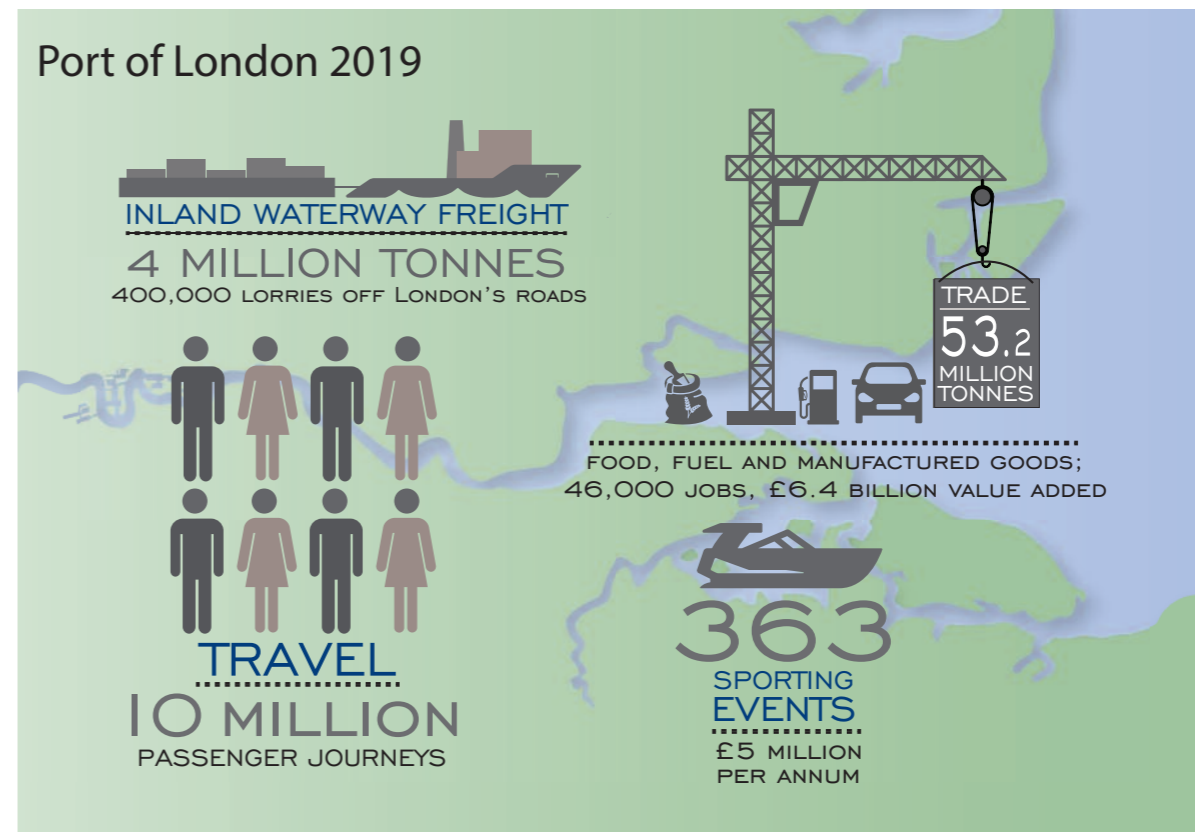 Port of London 2019
INLAND WATERWAY FREIGHT
4 MILLION TONNES
400,000 LORRIES OFF LONDON'S ROADS
TRADE
53.2
MILLION
TONNES
FOOD, FUEL AND MANUFACTURED GOODS;
46,000 JOBS, £6.4 BILLION VALUE ADDED
TRAVEL
10 MILLION
PASSENGER JOURNEYS
363
SPORTING
EVENTS
£5 MILLION
PER ANNUM